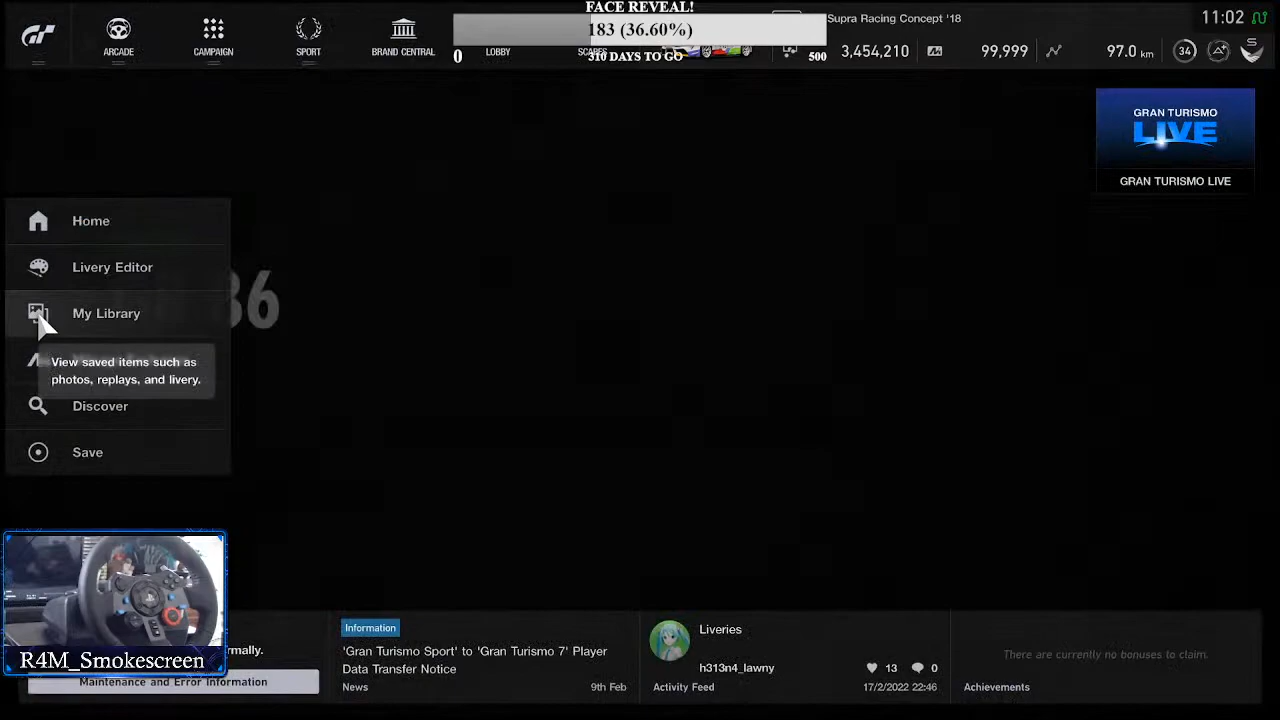 FACE REVEAL!
183 (36.60%)
0
310 DAYS TO GO
500
ARCADE
CAMPAIGN
SPORT
BRAND CENTRAL
LOBBY
SCAPES
Supra Racing Concept '18
3,454,210
99,999
97.0 km
34
S
11:02
GRAN TURISMO
LIVE
GRAN TURISMO LIVE
Home
Livery Editor
My Library
View saved items such as
photos, replays, and livery.
Discover
Save
86
R4M_Smokescreen
rmally.
Maintenance and Error Information
Information
'Gran Turismo Sport' to 'Gran Turismo 7' Player
Data Transfer Notice
News
9th Feb
Liveries
h313n4_lawny
13
0
Activity Feed
17/2/2022 22:46
There are currently no bonuses to claim.
Achievements